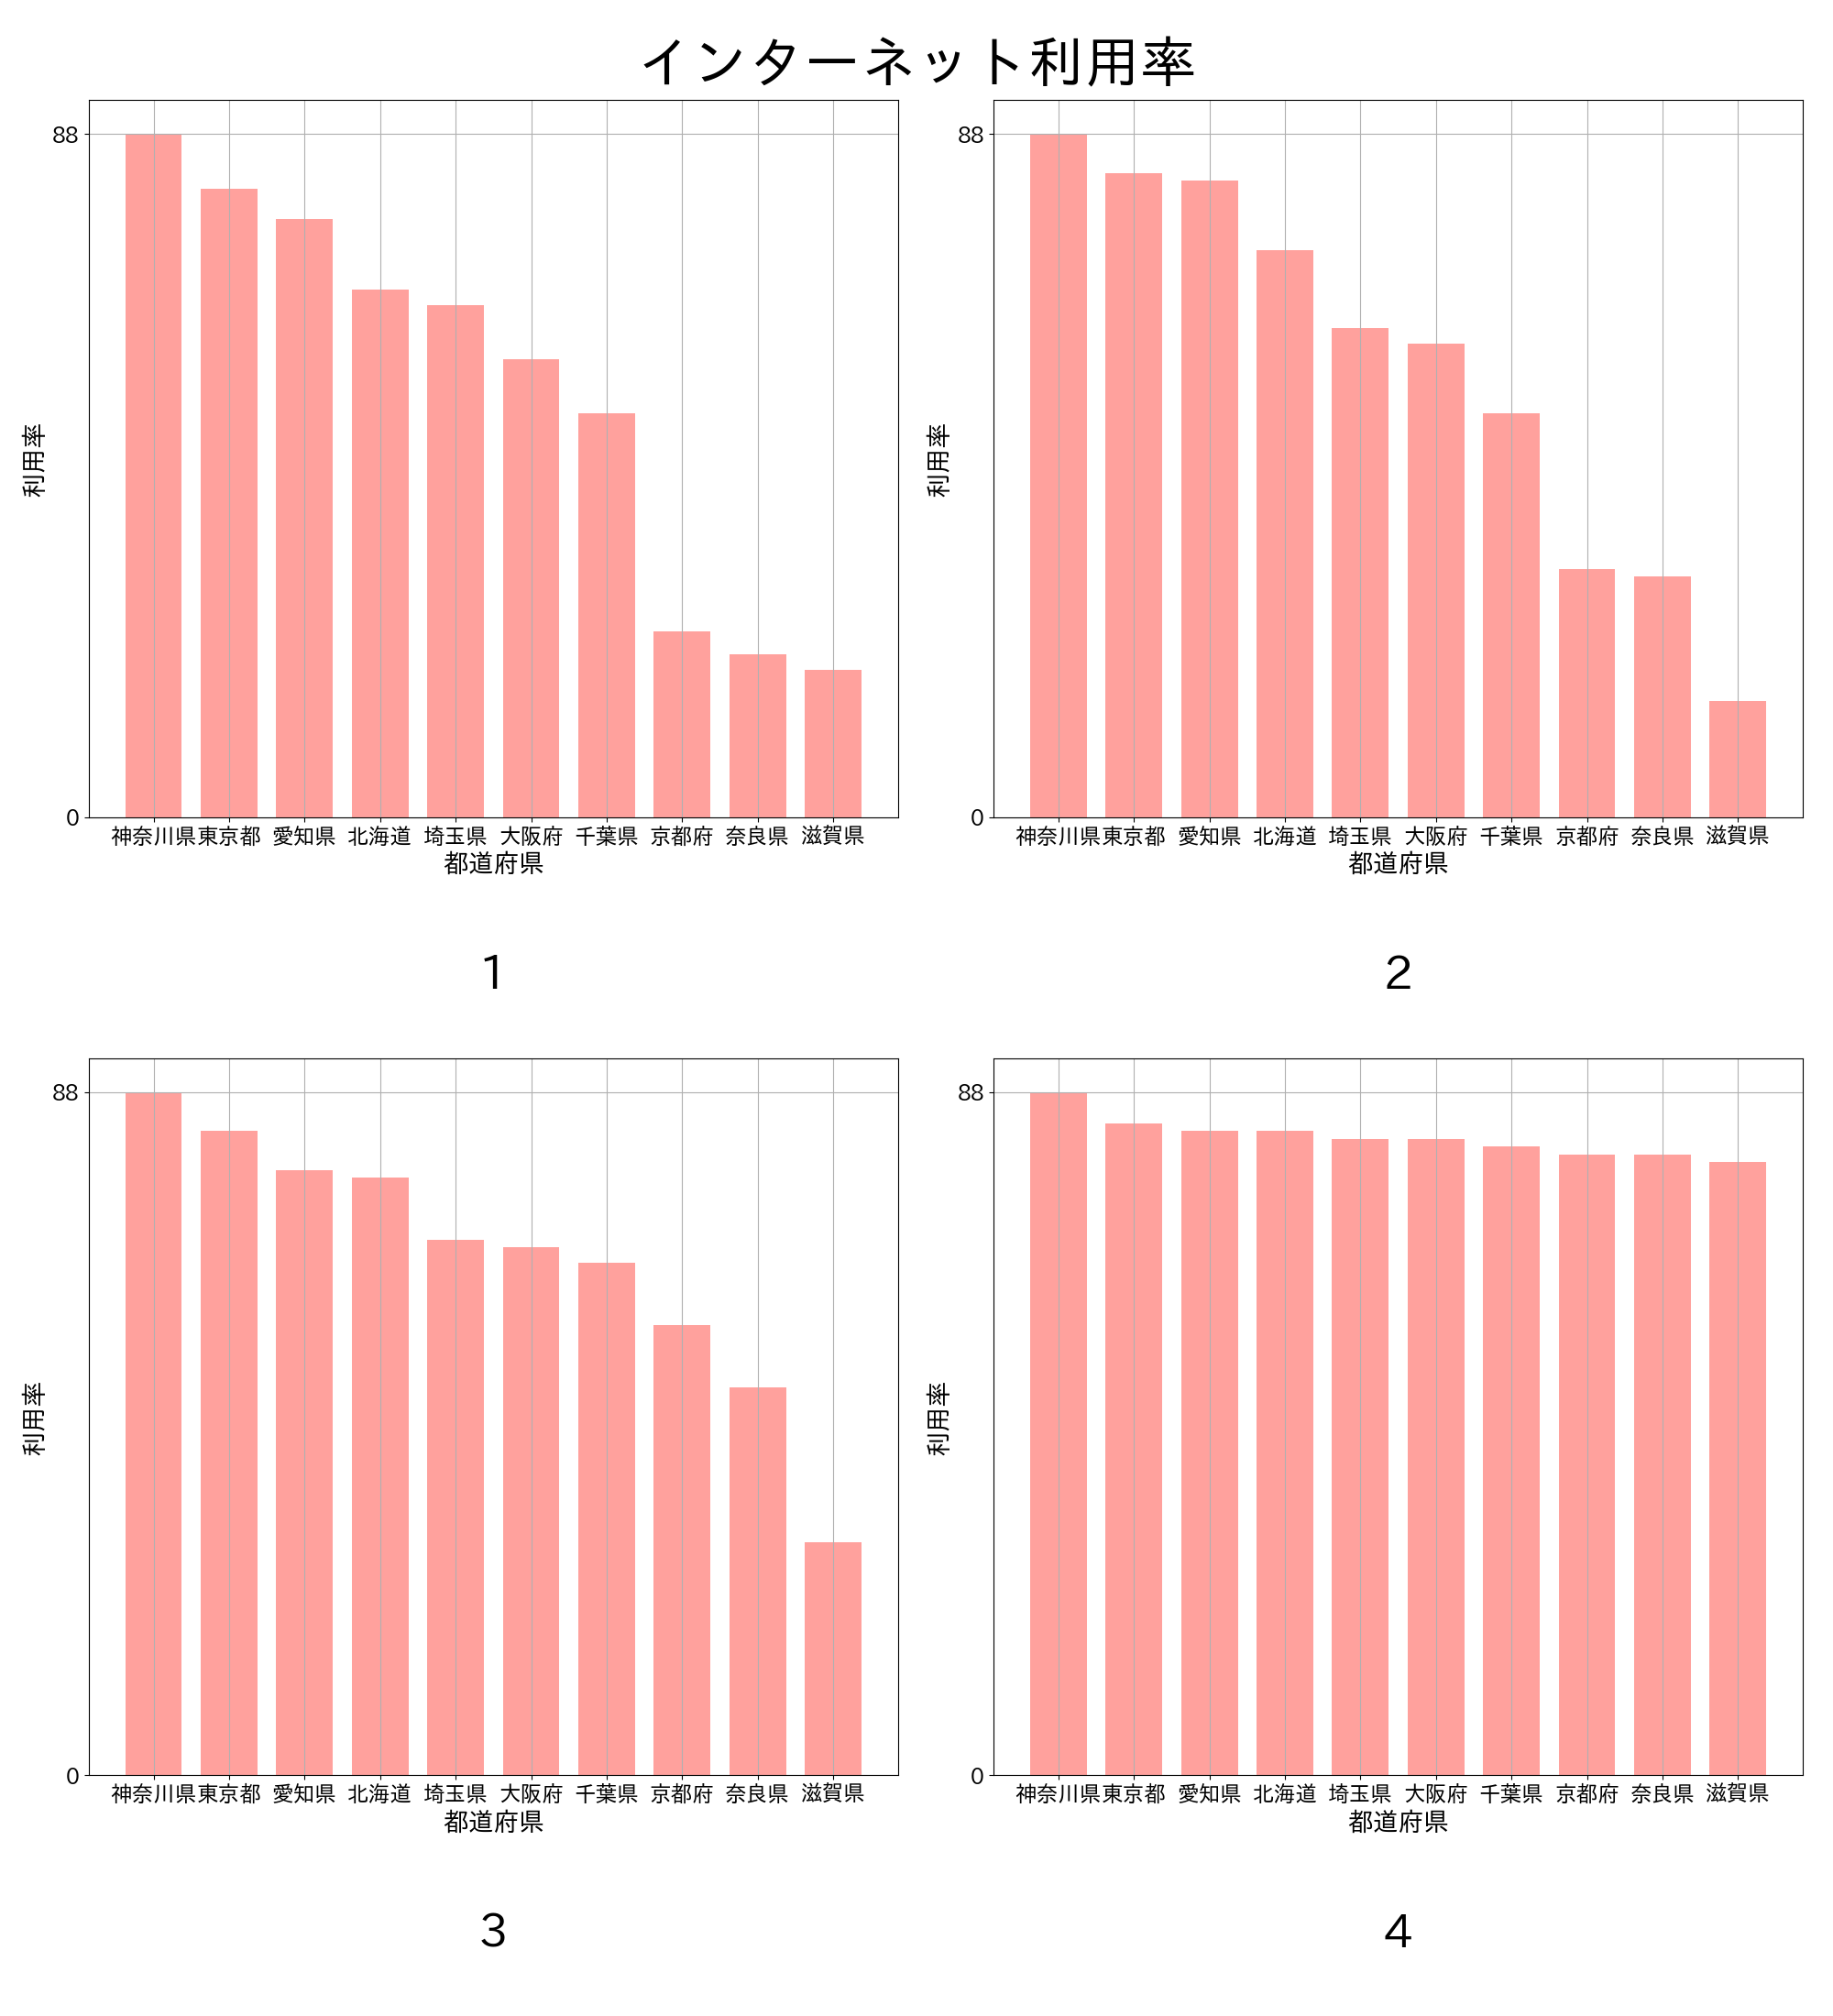 インターネット利用率
88
0
利用率
神奈川県 東京都 愛知県 北海道 埼玉県 大阪府 千葉県 京都府 奈良県 滋賀県
都道府県
1
88
0
利用率
神奈川県 東京都 愛知県 北海道 埼玉県 大阪府 千葉県 京都府 奈良県 滋賀県
都道府県
2
88
0
利用率
神奈川県 東京都 愛知県 北海道 埼玉県 大阪府 千葉県 京都府 奈良県 滋賀県
都道府県
3
88
0
利用率
神奈川県 東京都 愛知県 北海道 埼玉県 大阪府 千葉県 京都府 奈良県 滋賀県
都道府県
4